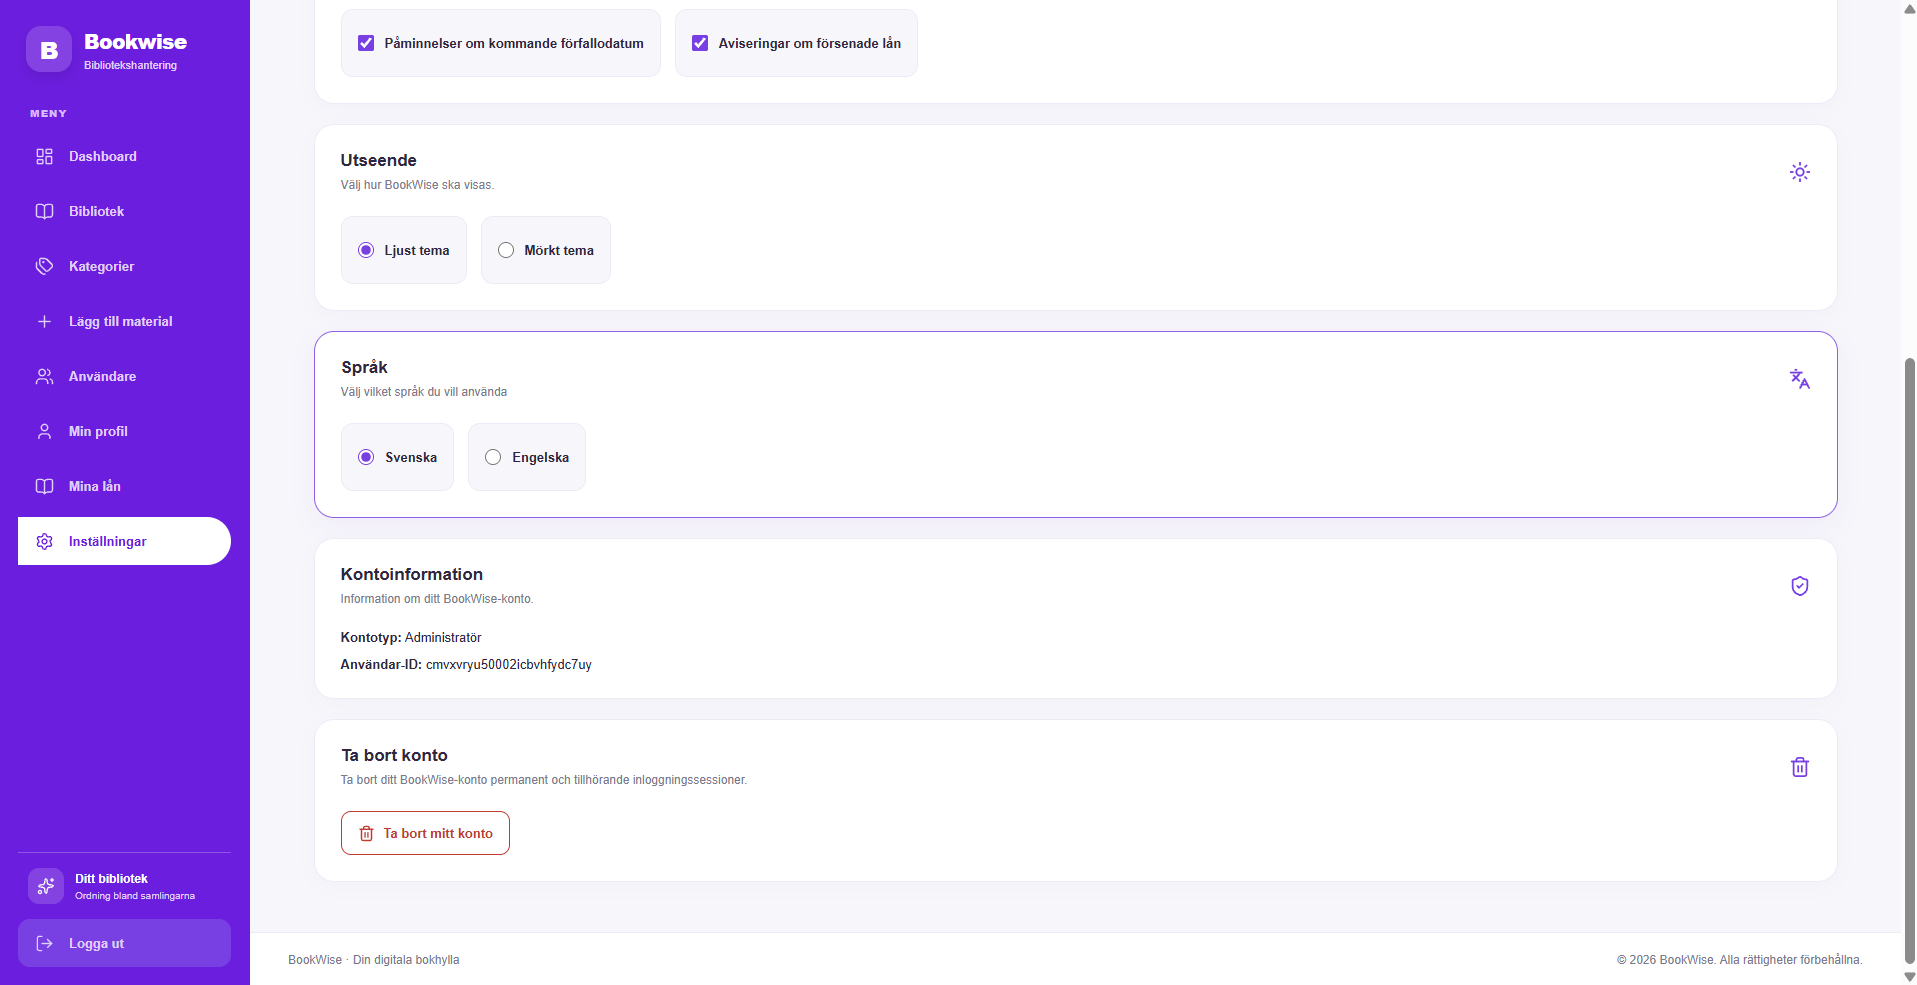 B
Bookwise
Bibliotekshantering
MENY
Dashboard
Bibliotek
Kategorier
Lägg till material
Användare
Min profil
Mina lån
Inställningar
Ditt bibliotek
Ordning bland samlingarna
Logga ut
Påminnelser om kommande förfallodatum
Aviseringar om försenade lån
Utseende
Välj hur BookWise ska visas.
Ljust tema
Mörkt tema
Språk
Välj vilket språk du vill använda
Svenska
Engelska
Kontoinformation
Information om ditt BookWise-konto.
Kontotyp: Administratör
Användar-ID: cmvxvryu50002icbvhfydc7uy
Ta bort konto
Ta bort ditt BookWise-konto permanent och tillhörande inloggningssessioner.
Ta bort mitt konto
BookWise · Din digitala bokhylla
© 2026 BookWise. Alla rättigheter förbehållna.